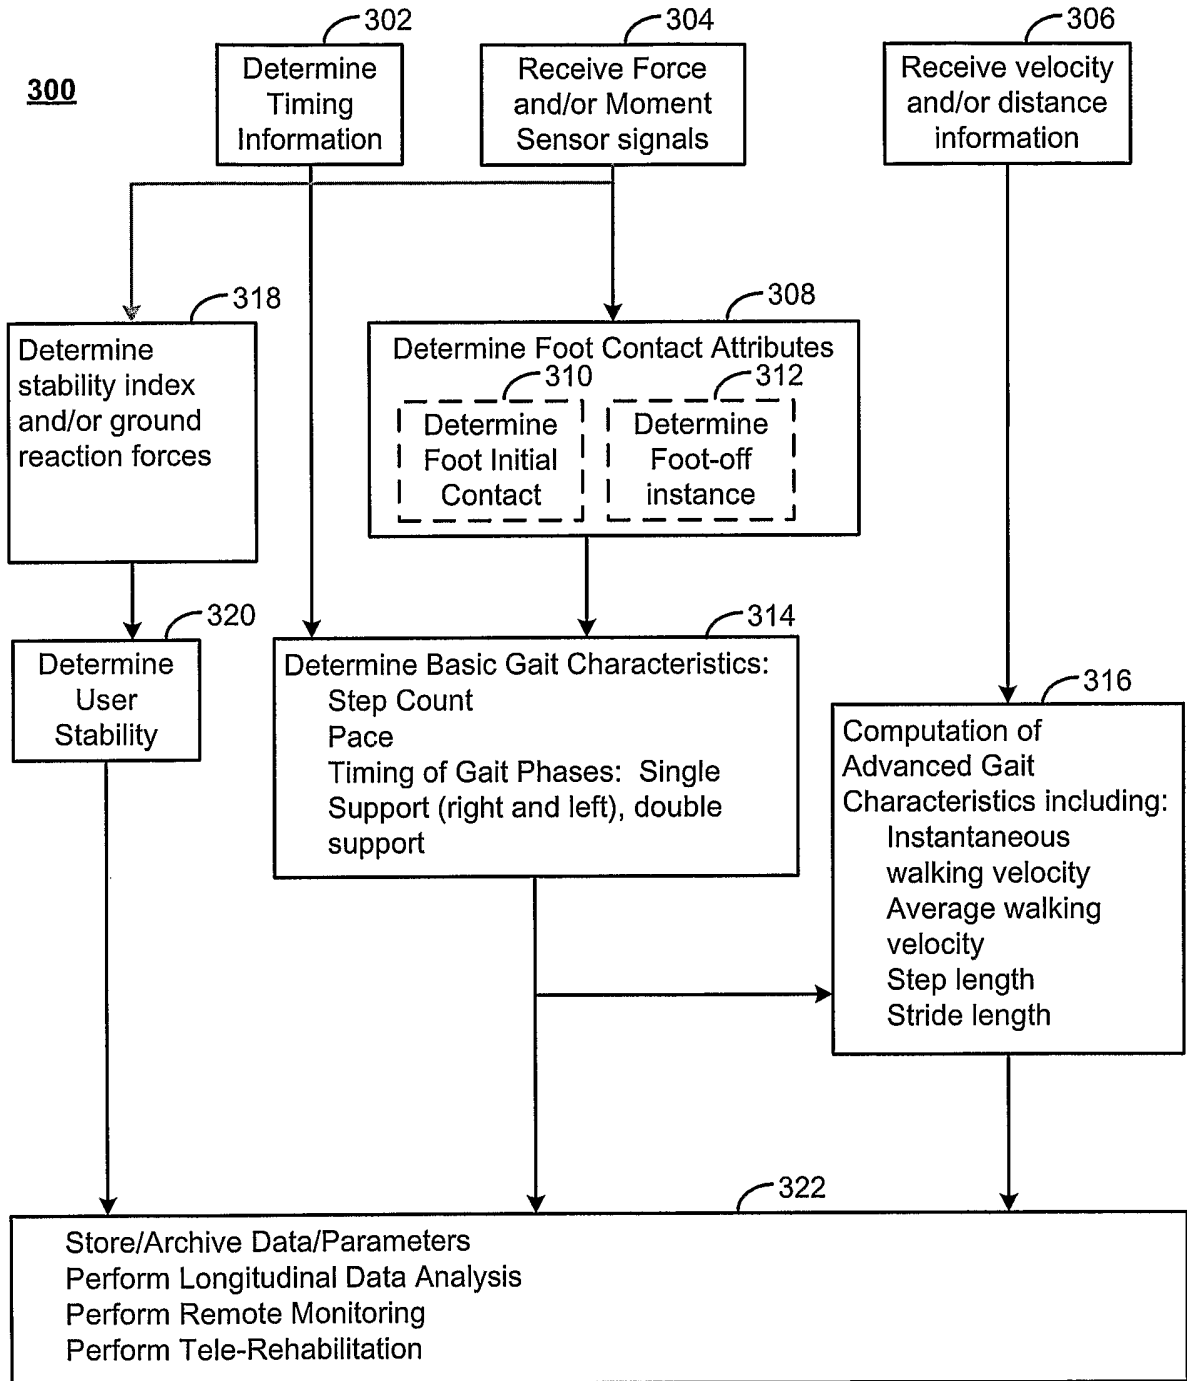 300
302
Determine
Timing
Information
304
Receive Force
and/or Moment
Sensor signals
306
Receive velocity
and/or distance
information
318
Determine
stability index
and/or ground
reaction forces
308
Determine Foot Contact Attributes
310
Determine
Foot Initial
Contact
312
Determine
Foot-off
instance
320
Determine
User
Stability
314
Determine Basic Gait Characteristics:
Step Count
Pace
Timing of Gait Phases: Single
Support (right and left), double
support
316
Computation of
Advanced Gait
Characteristics including:
Instantaneous
walking velocity
Average walking
velocity
Step length
Stride length
322
Store/Archive Data/Parameters
Perform Longitudinal Data Analysis
Perform Remote Monitoring
Perform Tele-Rehabilitation